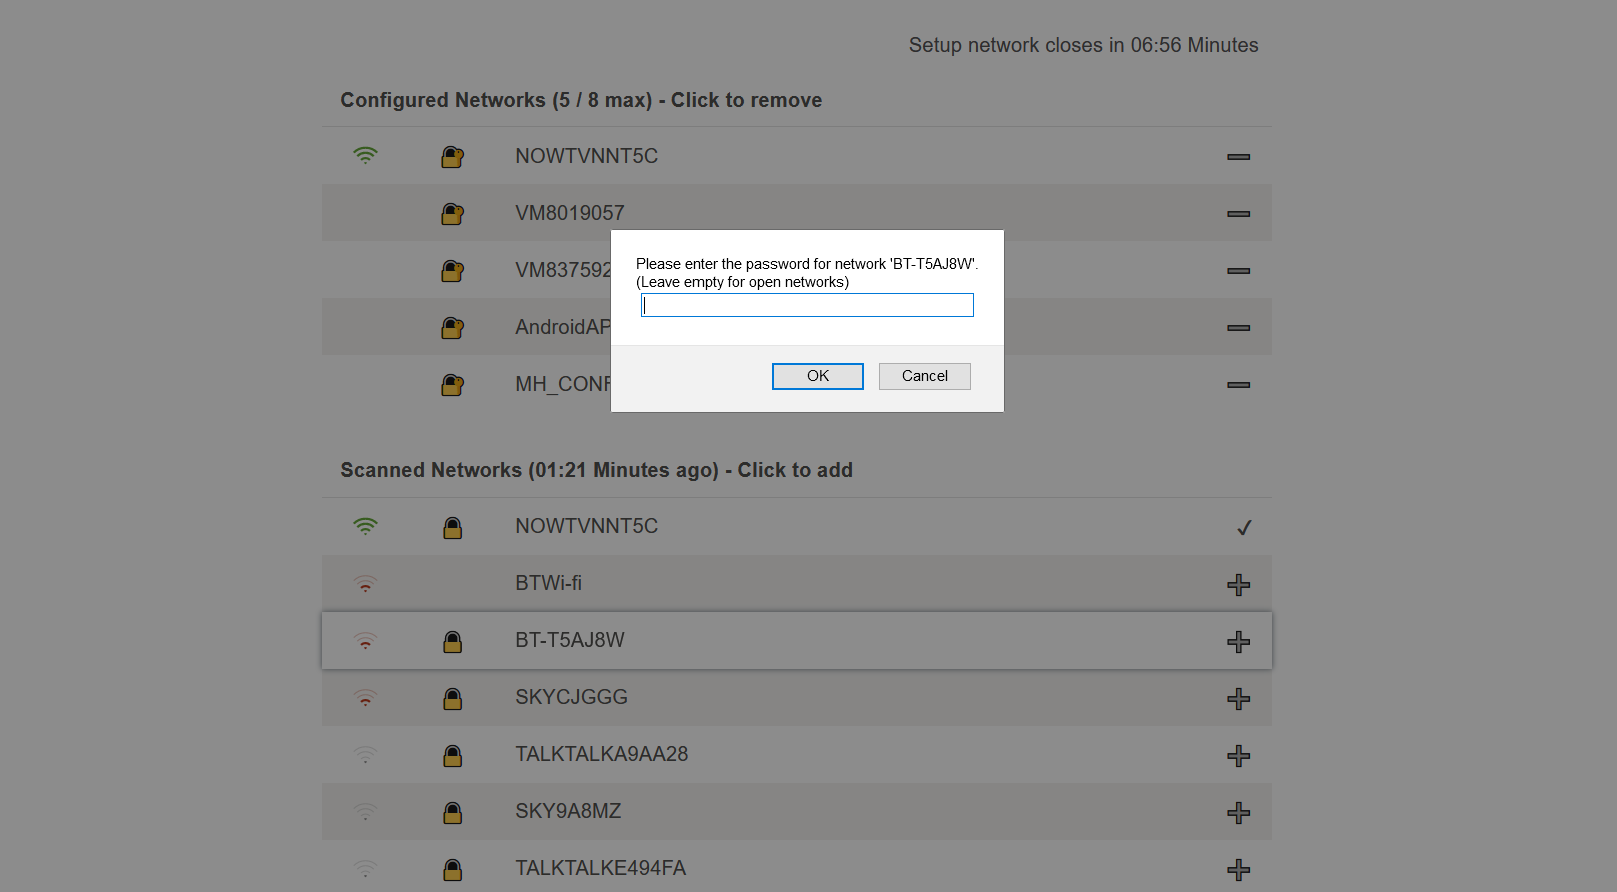 Setup network closes in 06:56 Minutes
Configured Networks (5 / 8 max) - Click to remove
NOWTVNNT5C
VM8019057
VM837592
AndroidAP
MH_CONF
Please enter the password for network 'BT-T5AJ8W'.
(Leave empty for open networks)
OK Cancel
Scanned Networks (01:21 Minutes ago) - Click to add
NOWTVNNT5C
BTWi-fi
BT-T5AJ8W
SKYCJGGG
TALKTALKA9AA28
SKY9A8MZ
TALKTALKE494FA